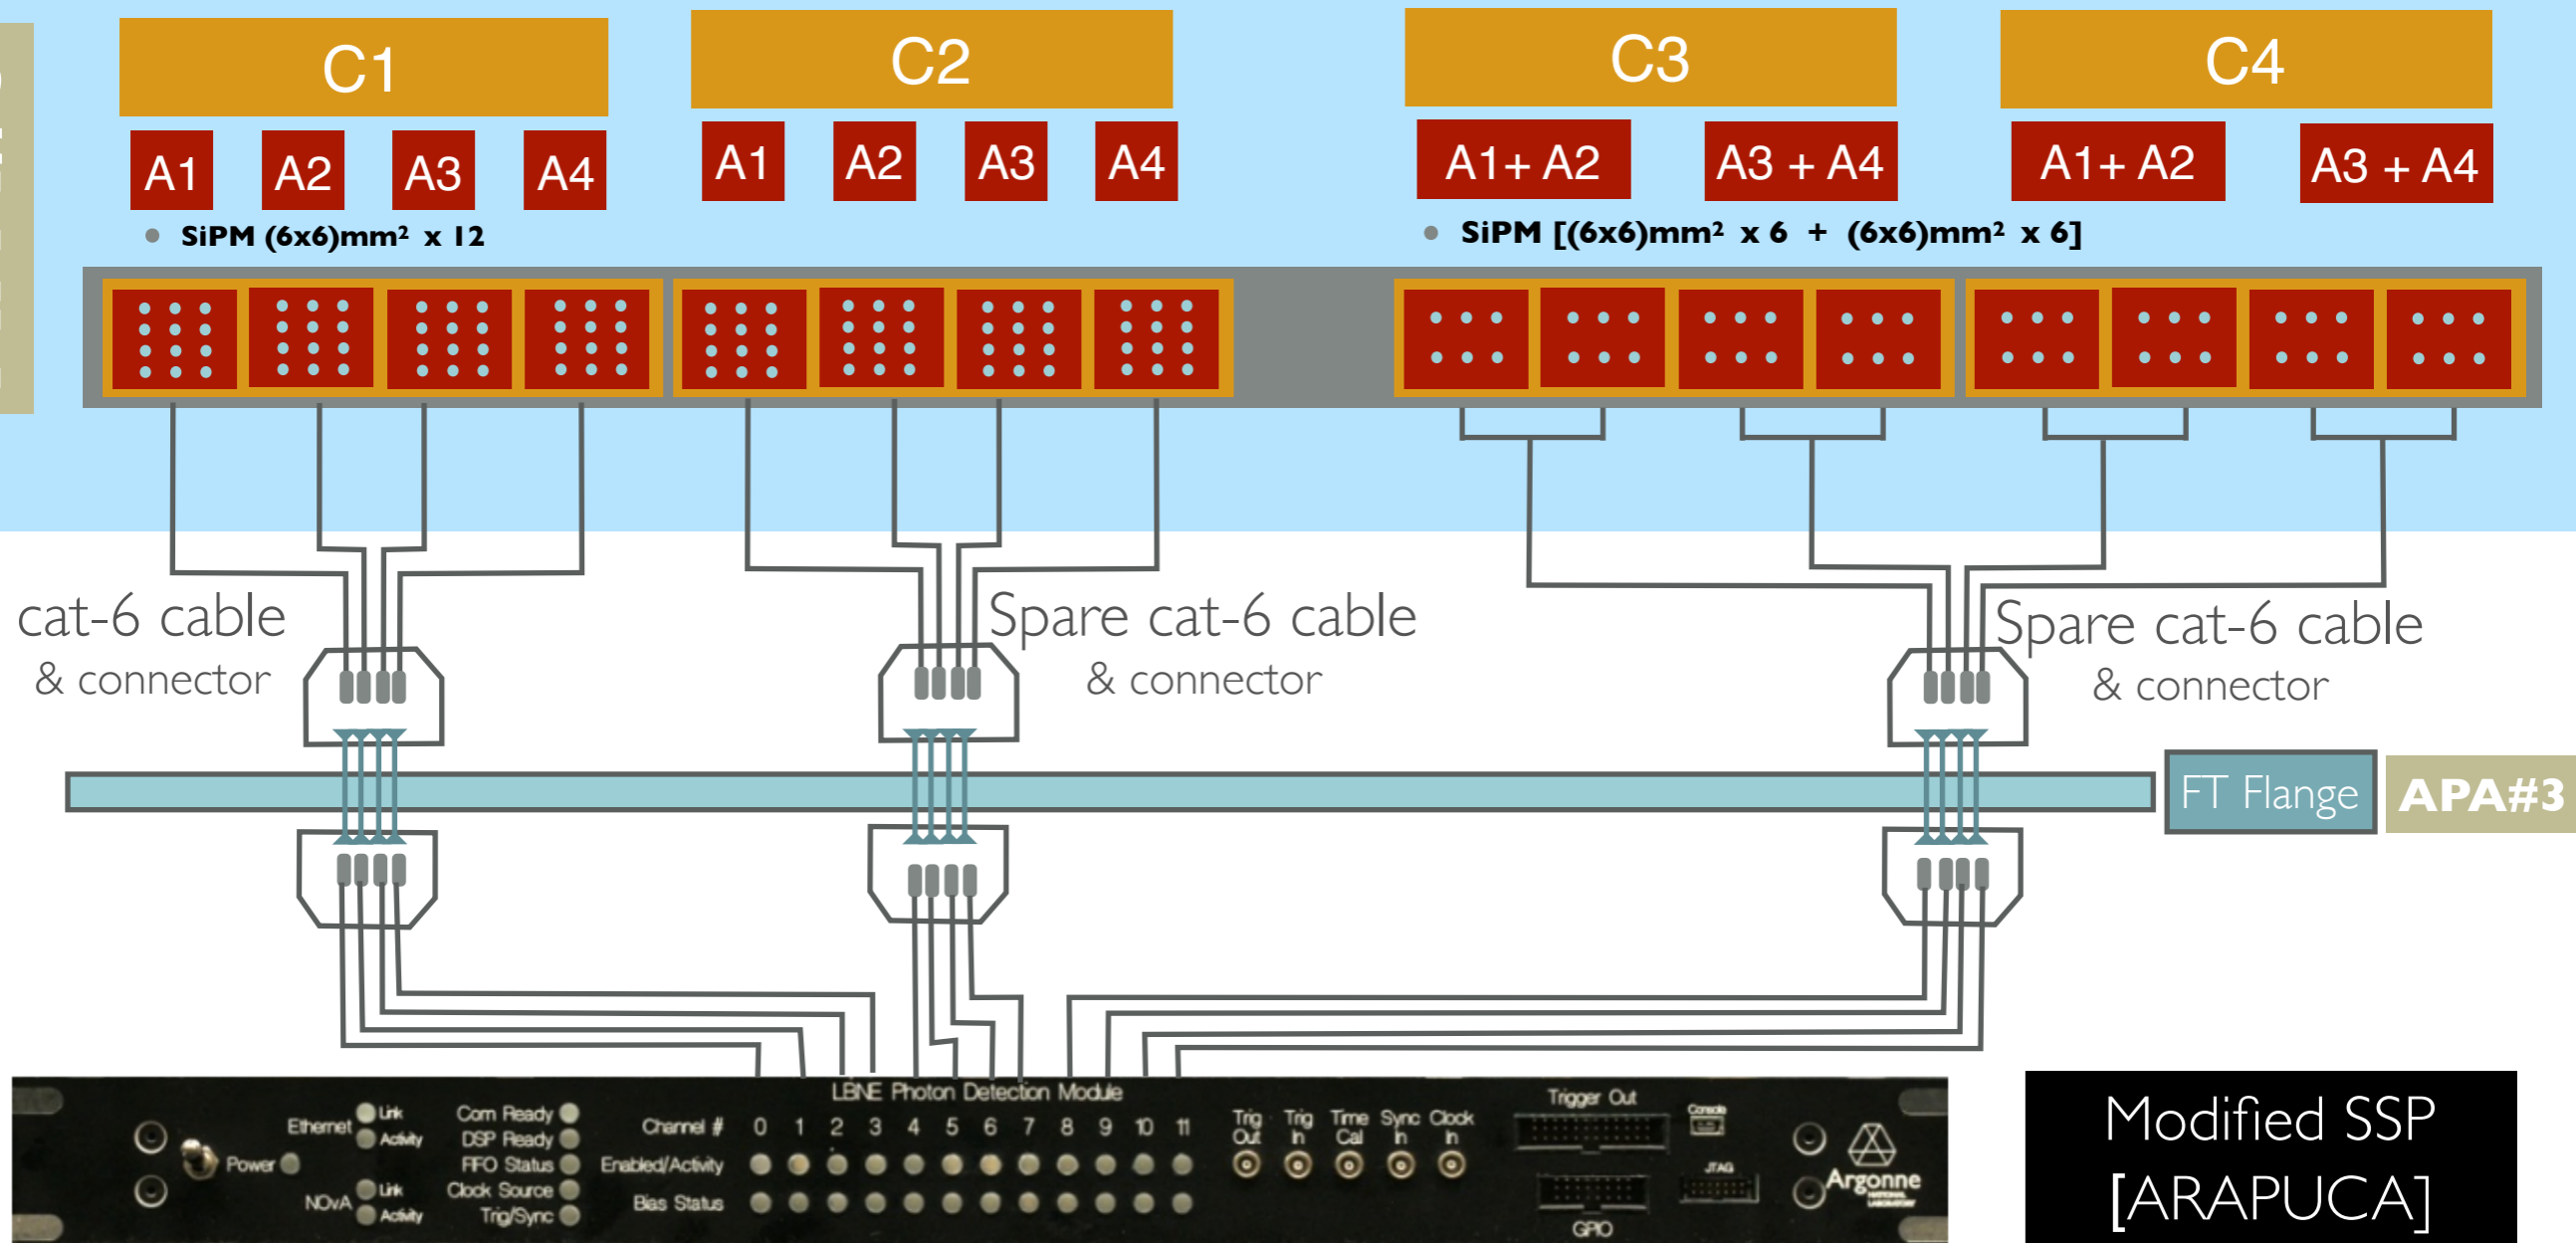 C1
C2
C3
C4
A1 A2 A3 A4
A1 A2 A3 A4
A1+ A2 A3 + A4
A1+ A2 A3 + A4
• SiPM (6x6)mm² x 12
• SiPM [(6x6)mm² x 6 + (6x6)mm² x 6]
cat-6 cable
& connector
Spare cat-6 cable
& connector
Spare cat-6 cable
& connector
FT Flange
APA#3
LBNE Photon Detection Module
Ethernet
Link
Activity
Power
NOvA
Link
Activity
Com Ready
DSP Ready
FIFO Status
Clock Source
Trig/Sync
Channel # 0 1 2 3 4 5 6 7 8 9 10 11
Enabled/Activity
Bias Status
Trig Out
Trig In
Time Cal
Sync In
Clock In
Trigger Out
GPIO
Console
JTAG
Argonne
NATIONAL
LABORATORY
Modified SSP
[ARAPUCA]